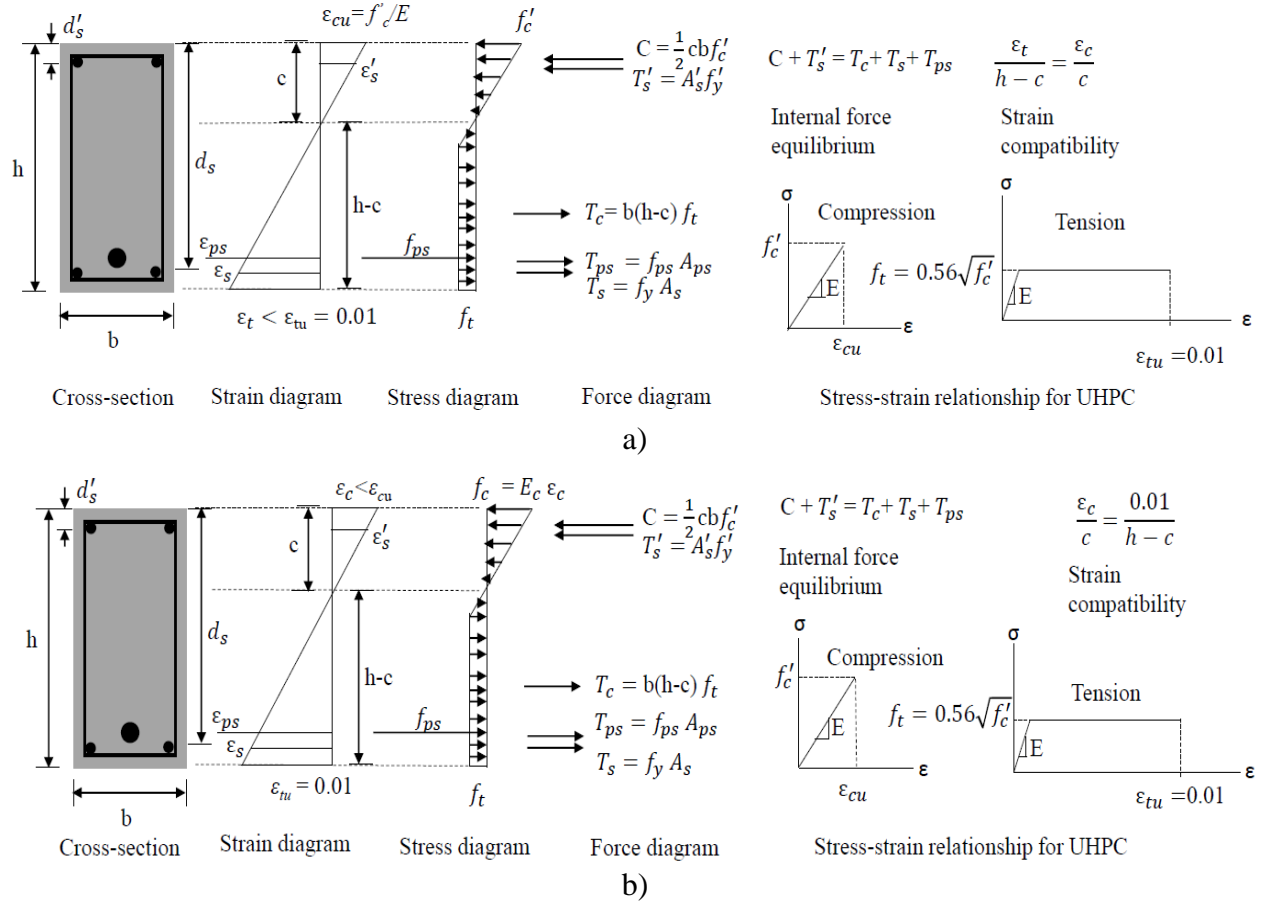 d′s
εcu = f′c/E
f′c
h
c
ε′s
ds
h-c
εps
εs
fps
b
εt < εtu = 0.01
ft
C = 1/2 cbf′c
T′s = A′s f′y
Tc = b(h-c) ft
Tps = fps Aps
Ts = fy As
C + T′s = Tc + Ts + Tps
εt/(h − c) = εc/c
Internal force
equilibrium
Strain
compatibility
σ
Compression
f′c
E
ε
εcu
ft = 0.56√f′c
σ
Tension
E
ε
εtu = 0.01
Cross-section
Strain diagram
Stress diagram
Force diagram
Stress-strain relationship for UHPC
a)
d′s
εc < εcu
fc = Ec εc
h
c
ε′s
ds
h-c
εps
εs
fps
b
εtu = 0.01
ft
C = 1/2 cbf′c
T′s = A′s f′y
Tc = b(h-c) ft
Tps = fps Aps
Ts = fy As
C + T′s = Tc + Ts + Tps
εc/c = 0.01/(h − c)
Internal force
equilibrium
Strain
compatibility
σ
Compression
f′c
E
ε
εcu
ft = 0.56√f′c
σ
Tension
E
ε
εtu = 0.01
Cross-section
Strain diagram
Stress diagram
Force diagram
Stress-strain relationship for UHPC
b)